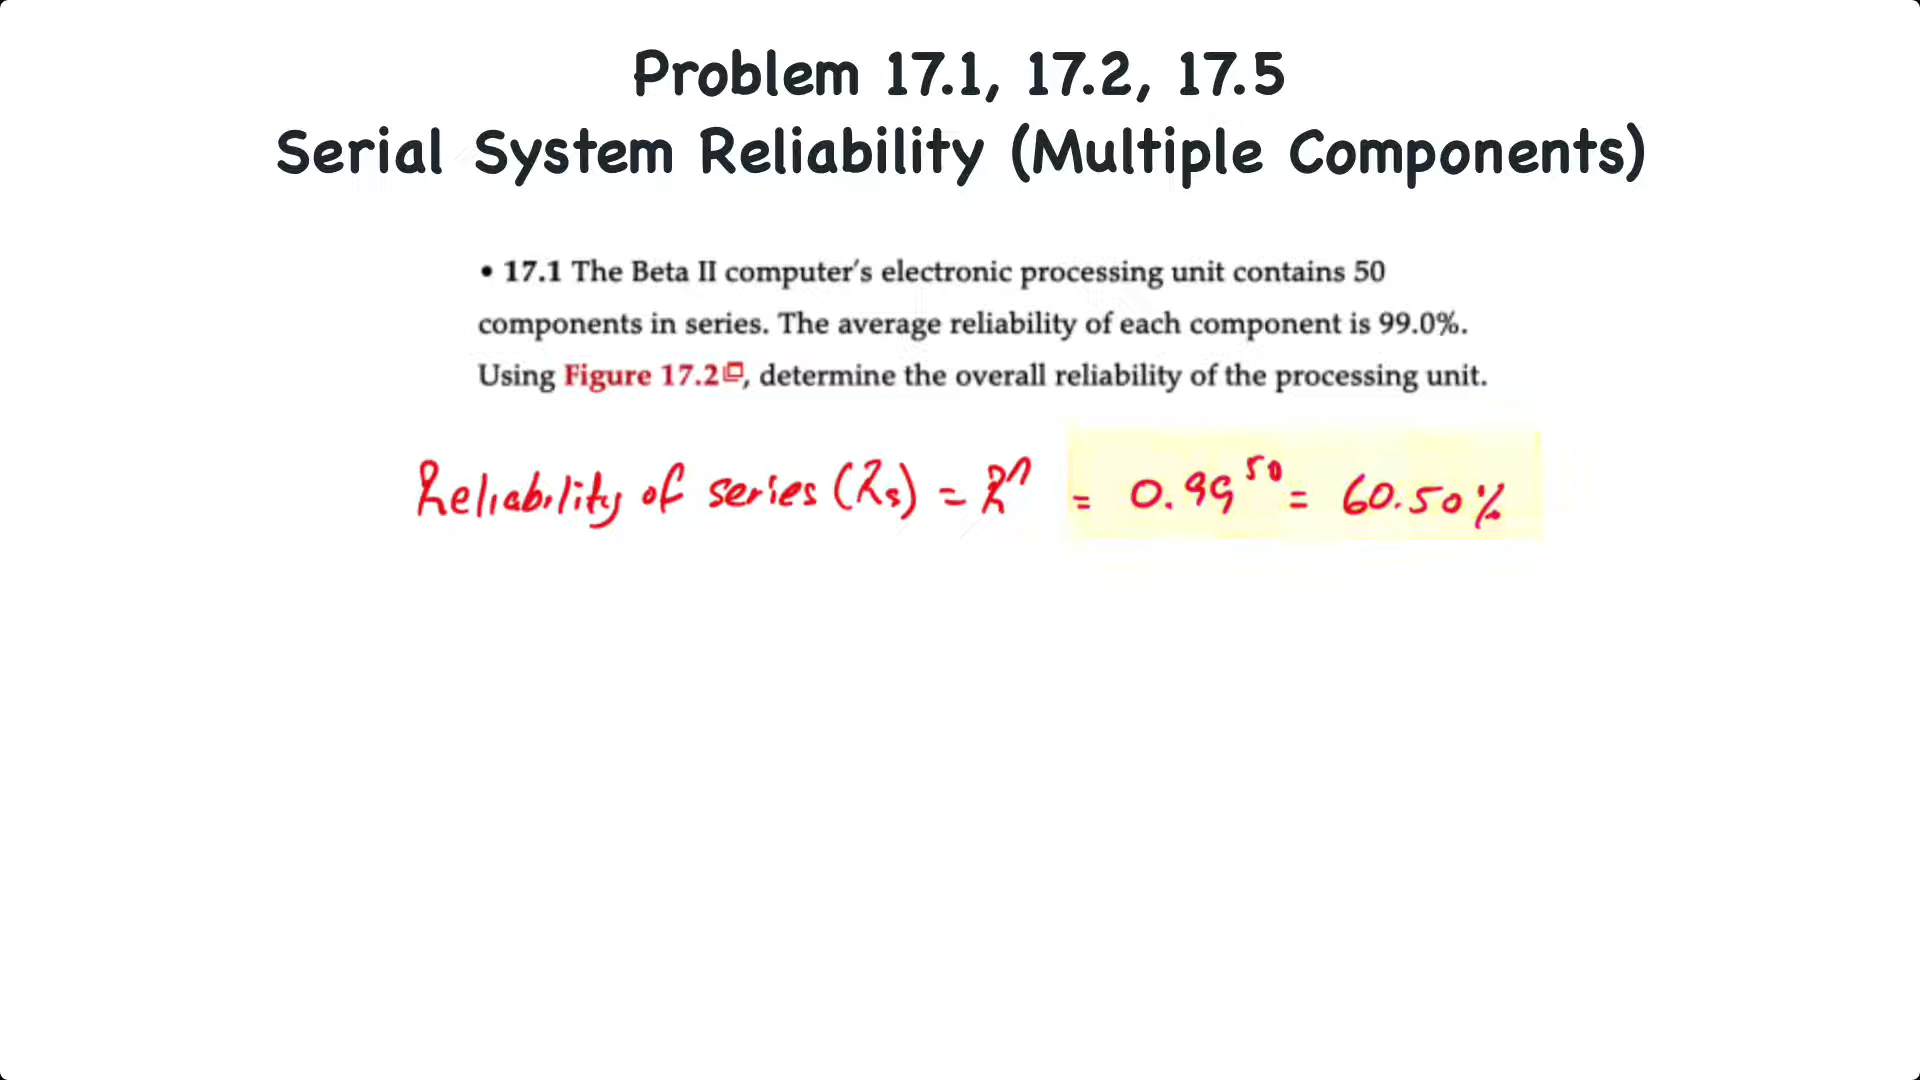 Problem 17.1, 17.2, 17.5
Serial System Reliability (Multiple Components)
• 17.1 The Beta II computer's electronic processing unit contains 50
components in series. The average reliability of each component is 99.0%.
Using Figure 17.2, determine the overall reliability of the processing unit.
Reliability of series (Rs) = Rⁿ = 0.99⁵⁰ = 60.50%